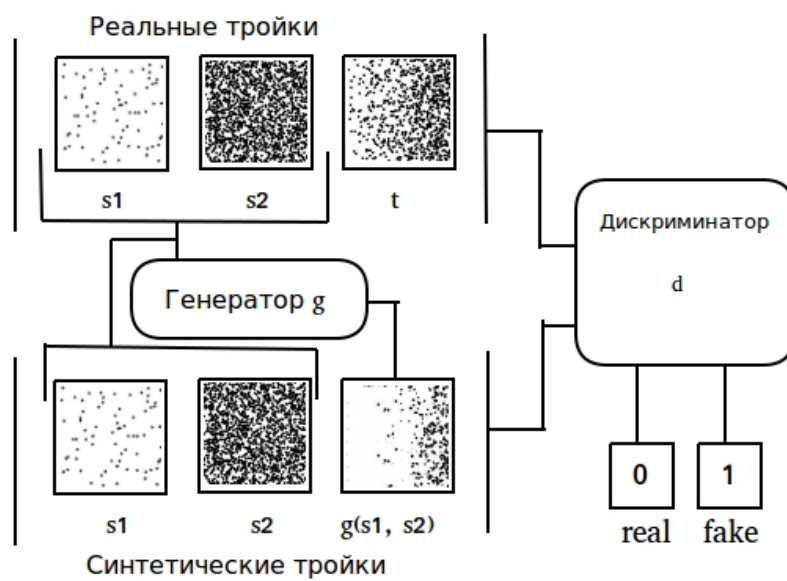 Реальные тройки
s1 s2 t
Дискриминатор
d
Генератор g
s1 s2 g(s1, s2)
Синтетические тройки
0 1
real fake